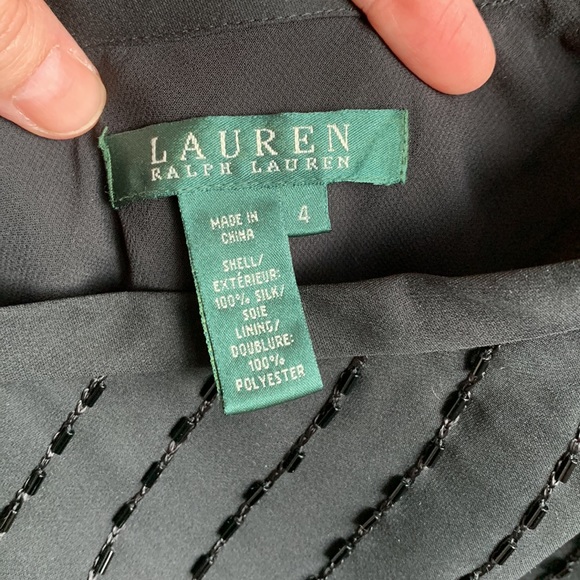 LAUREN
RALPH LAUREN
4
MADE IN
CHINA
SHELL/
EXTÉRIEUR:
100% SILK/
SOIE
LINING/
DOUBLURE:
100%
POLYESTER